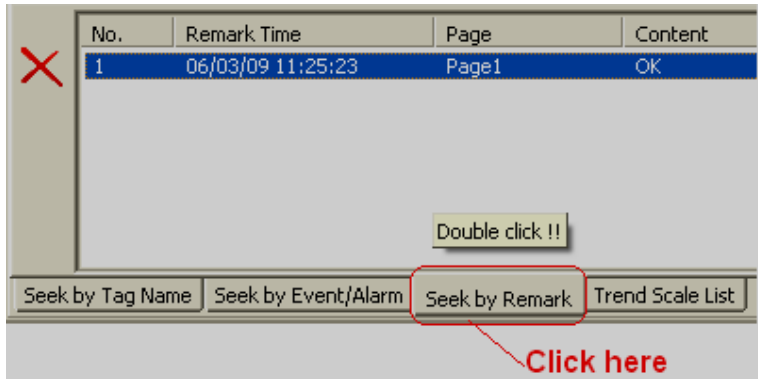 No. Remark Time Page Content
1 06/03/09 11:25:23 Page1 OK
Double click !!
Seek by Tag Name Seek by Event/Alarm Seek by Remark Trend Scale List
Click here